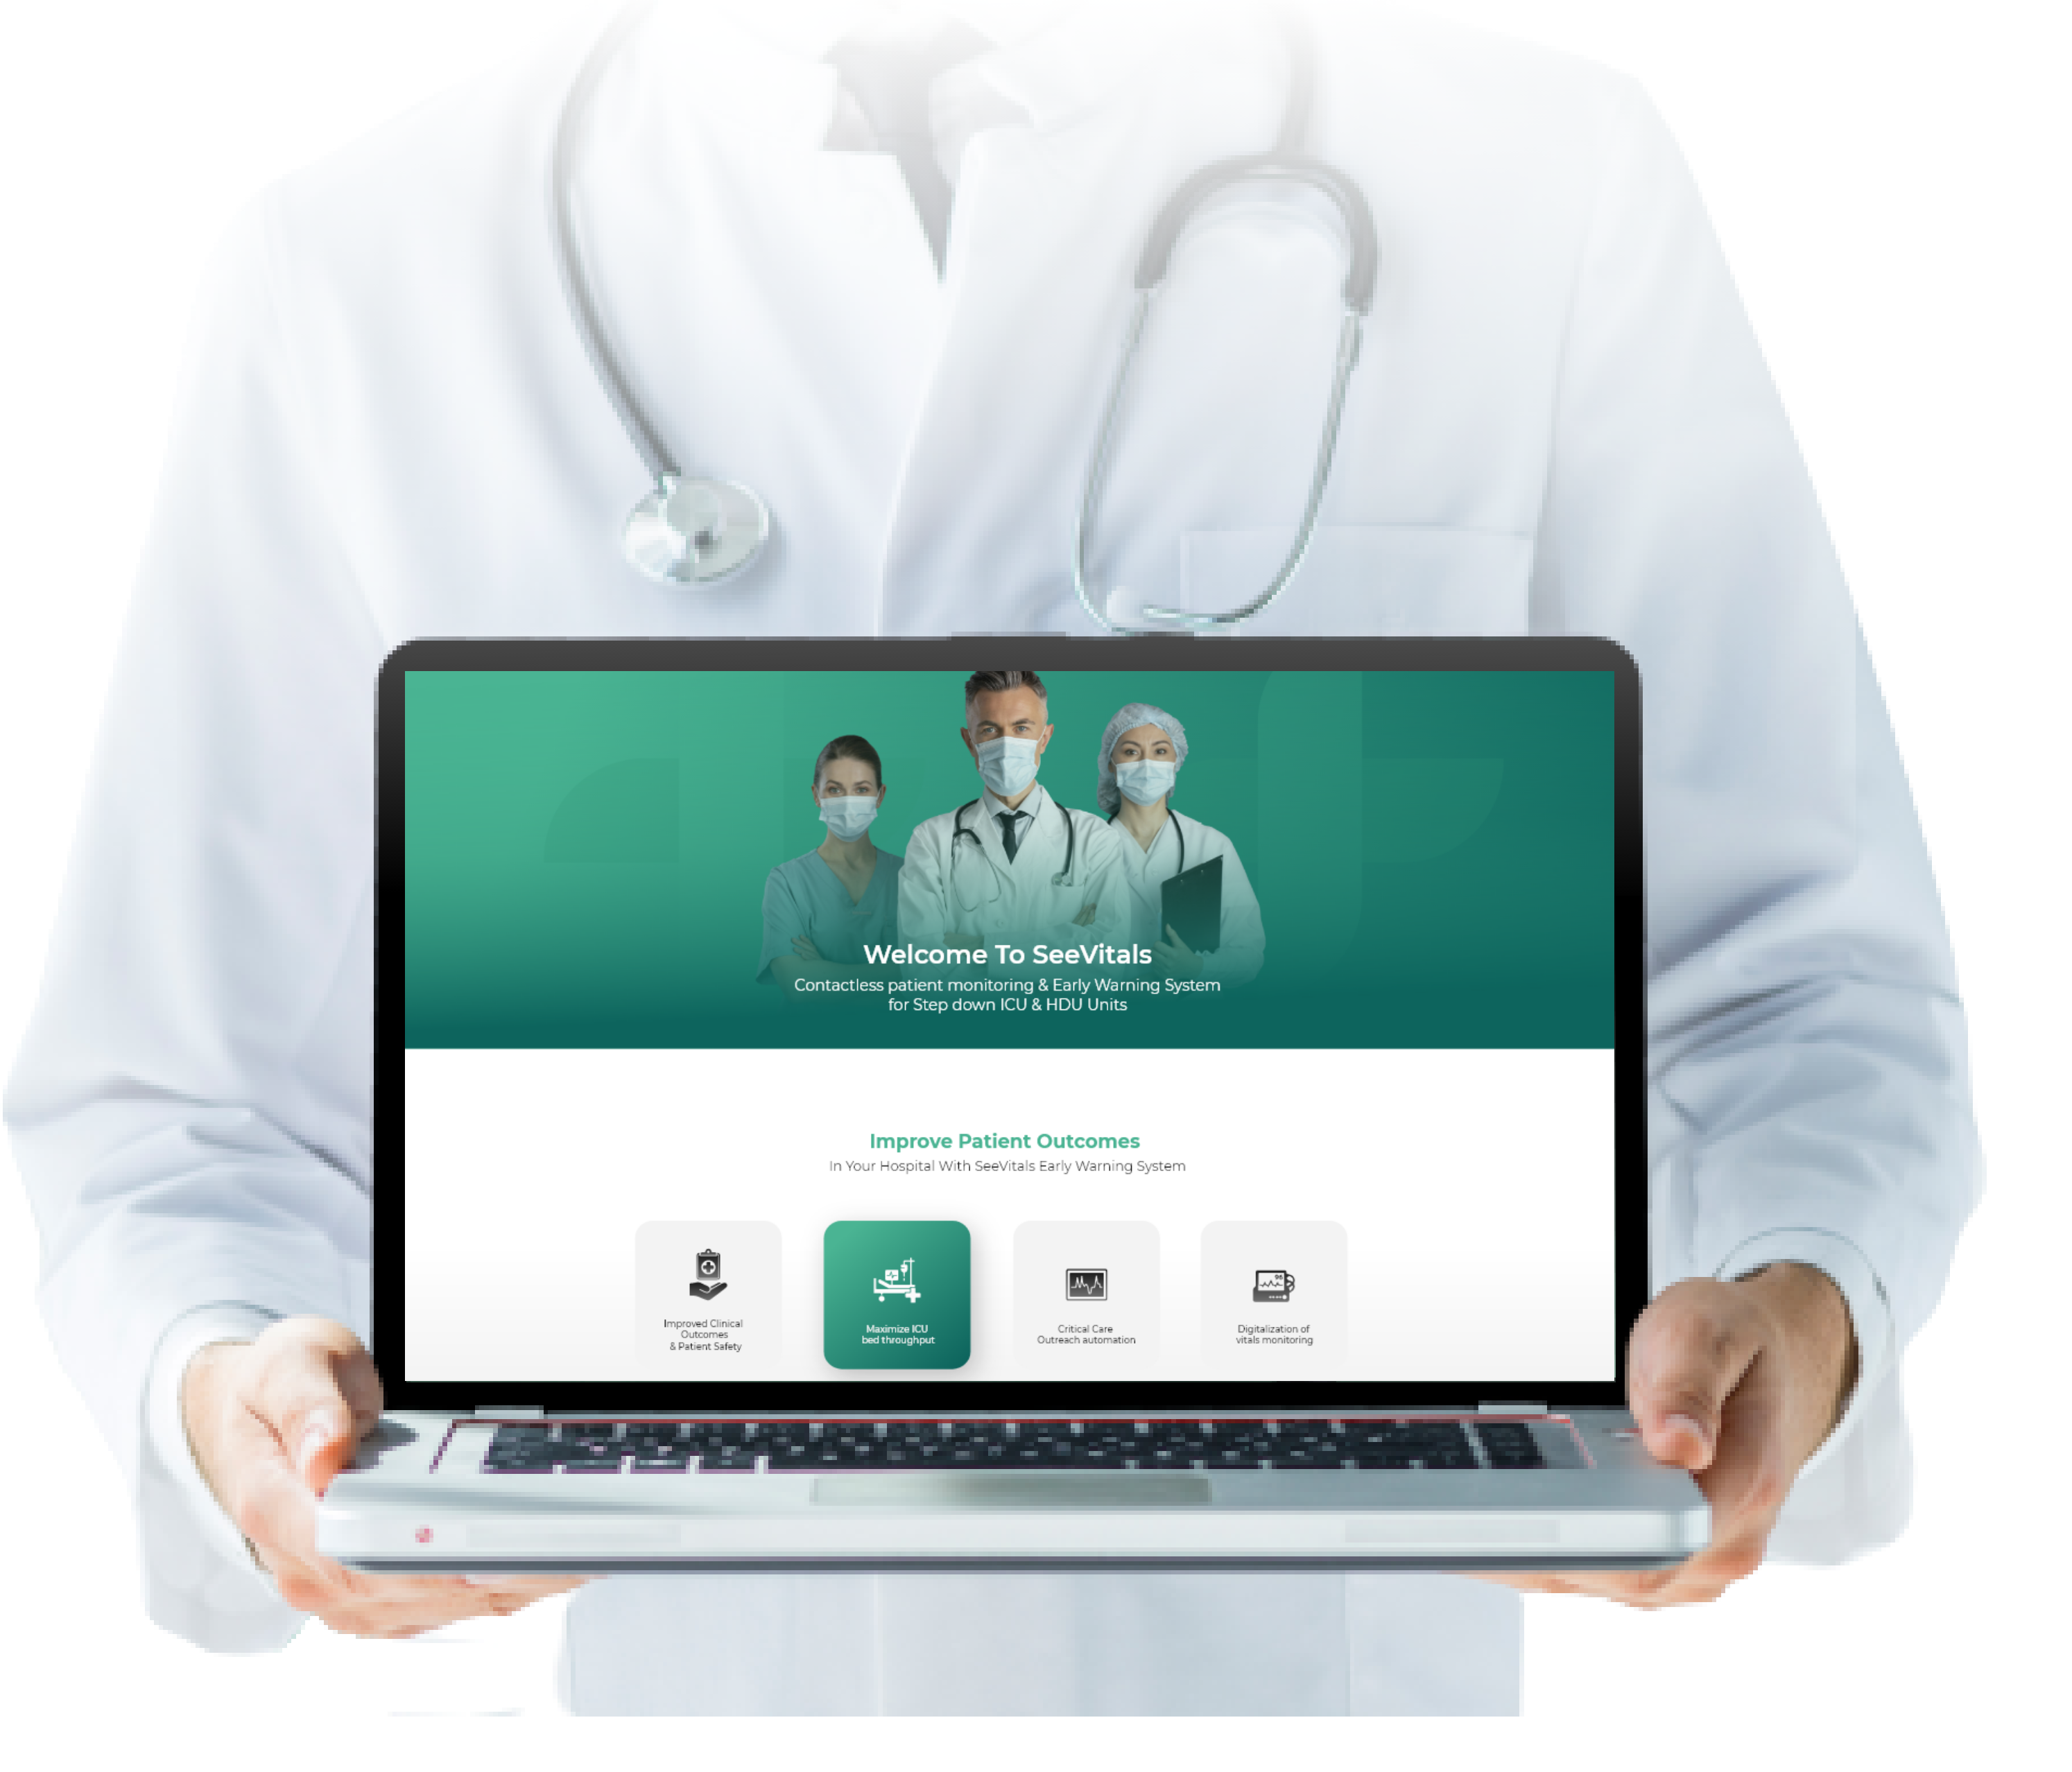 Welcome To SeeVitals
Contactless patient monitoring & Early Warning System
for Step down ICU & HDU Units
Improve Patient Outcomes
In Your Hospital With SeeVitals Early Warning System
Improved Clinical
Outcomes
& Patient Safety
Maximize ICU
bed throughput
Critical Care
Outreach automation
96
Digitalization of
vitals monitoring